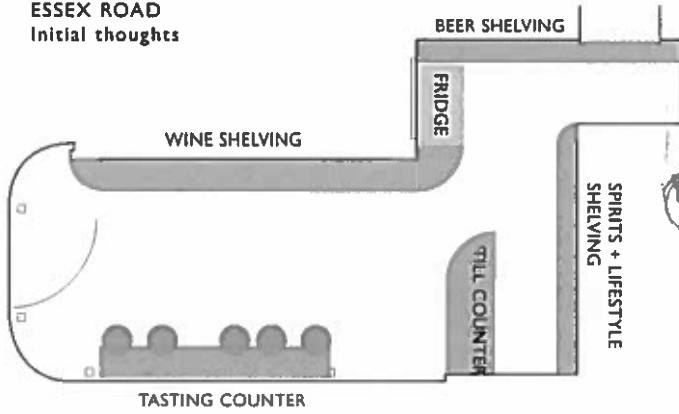 ESSEX ROAD
Initial thoughts
BEER SHELVING
FRIDGE
WINE SHELVING
SPIRITS + LIFESTYLE
SHELVING
TILL COUNTER
TASTING COUNTER